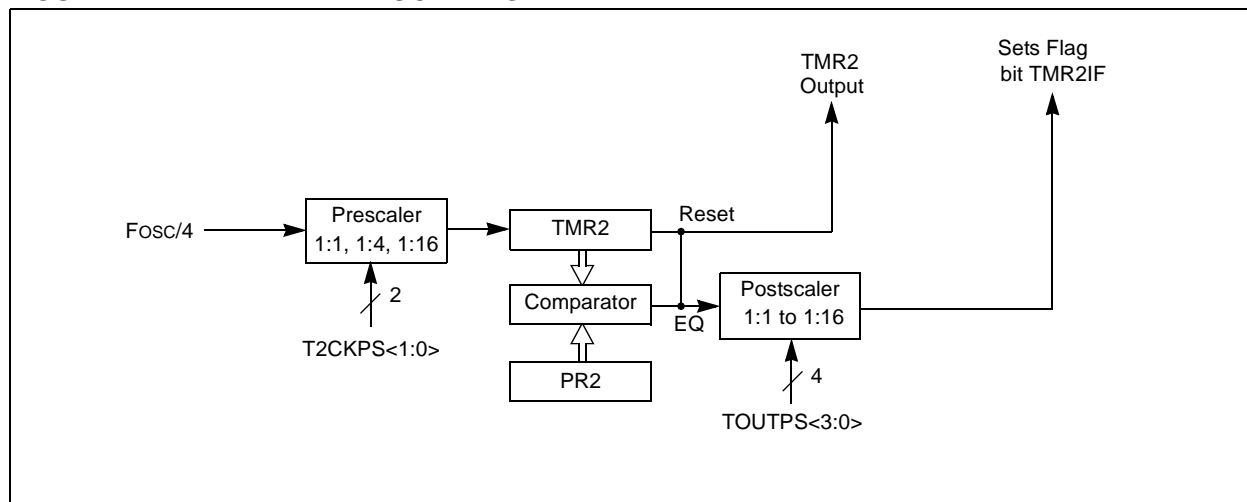 TMR2
Output
Sets Flag
bit TMR2IF
Fosc/4
Prescaler
1:1, 1:4, 1:16
2
T2CKPS<1:0>
TMR2
Reset
Comparator
EQ
PR2
Postscaler
1:1 to 1:16
4
TOUTPS<3:0>